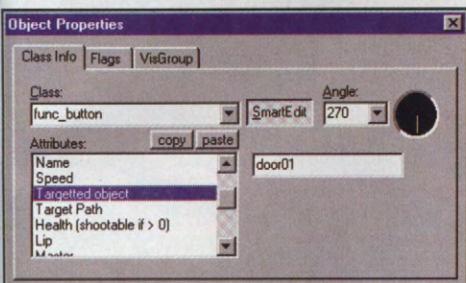 Object Properties
Class Info Flags VisGroup
Class: Angle:
func_button SmartEdit 270
Attributes: copy paste
Name door01
Speed
Targetted object
Target Path
Health (shootable if > 0)
Lip
Master